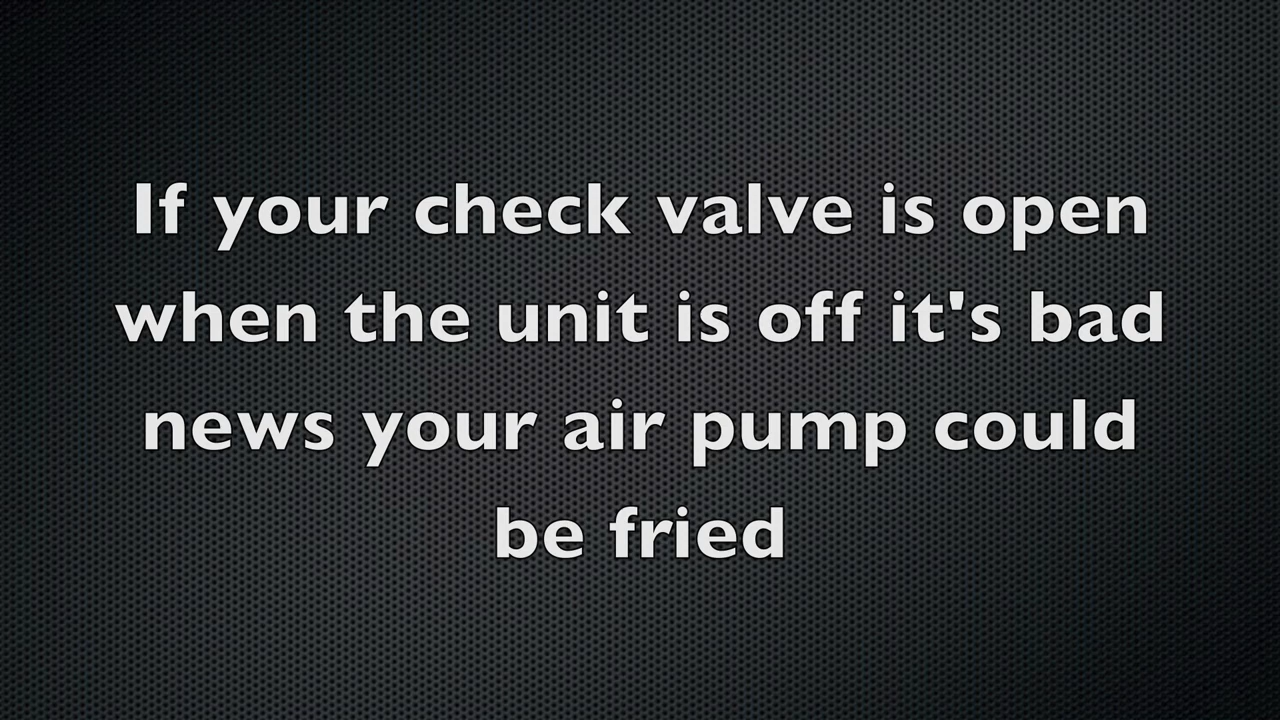 If your check valve is open
when the unit is off it's bad
news your air pump could
be fried